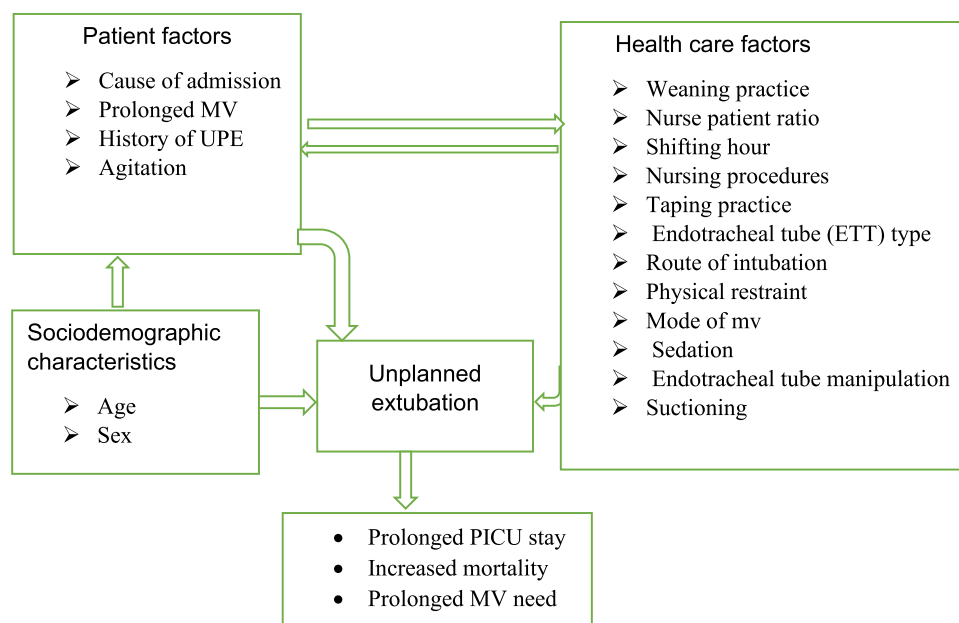 Patient factors
Cause of admission
Prolonged MV
History of UPE
Agitation
Health care factors
Weaning practice
Nurse patient ratio
Shifting hour
Nursing procedures
Taping practice
Endotracheal tube (ETT) type
Route of intubation
Physical restraint
Mode of mv
Sedation
Endotracheal tube manipulation
Suctioning
Sociodemographic
characteristics
Age
Sex
Unplanned
extubation
Prolonged PICU stay
Increased mortality
Prolonged MV need